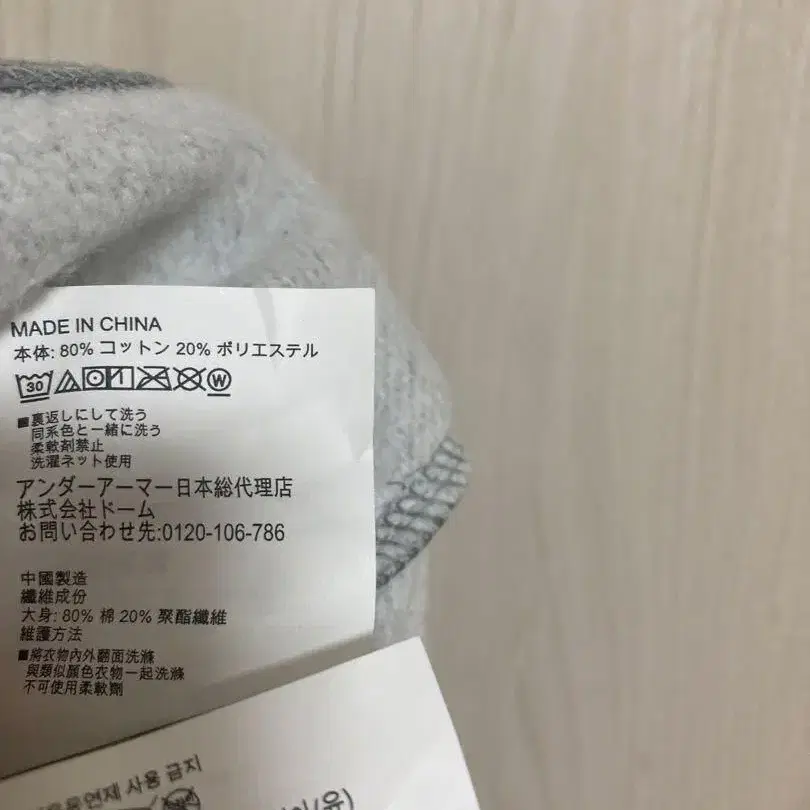 MADE IN CHINA
本体: 80% コットン 20% ポリエステル
30 W
■裏返しにして洗う
同系色と一緒に洗う
柔軟剤禁止
洗濯ネット使用
アンダーアーマー日本総代理店
株式会社ドーム
お問い合わせ先:0120-106-786
中國製造
纖維成份
大身: 80% 棉 20% 聚酯纖維
維護方法
■將衣物內外翻面洗滌
與類似顏色衣物一起洗滌
不可使用柔軟劑
사용 금지